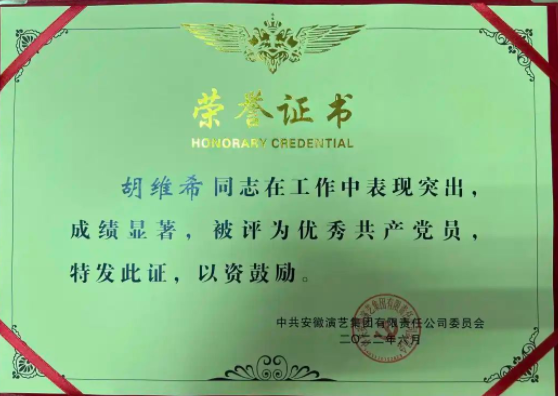 荣誉证书
HONORARY CREDENTIAL
胡维希同志在工作中表现突出，
成绩显著，被评为优秀共产党员，
特发此证，以资鼓励。
中共安徽演艺集团有限责任公司委员会
二〇二二年六月